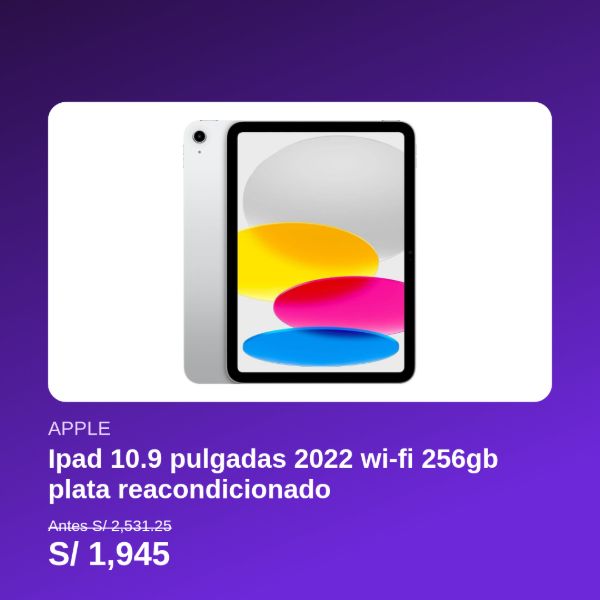 APPLE
Ipad 10.9 pulgadas 2022 wi-fi 256gb
plata reacondicionado
Antes S/ 2,531.25
S/ 1,945